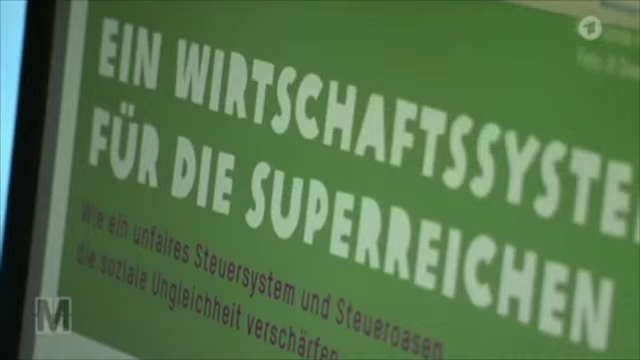 EIN WIRTSCHAFTSSYSTE
FÜR DIE SUPERREICHEN
Wie ein unfaires Steuersystem und Steueroasen
die soziale Ungleichheit verschärfen
M